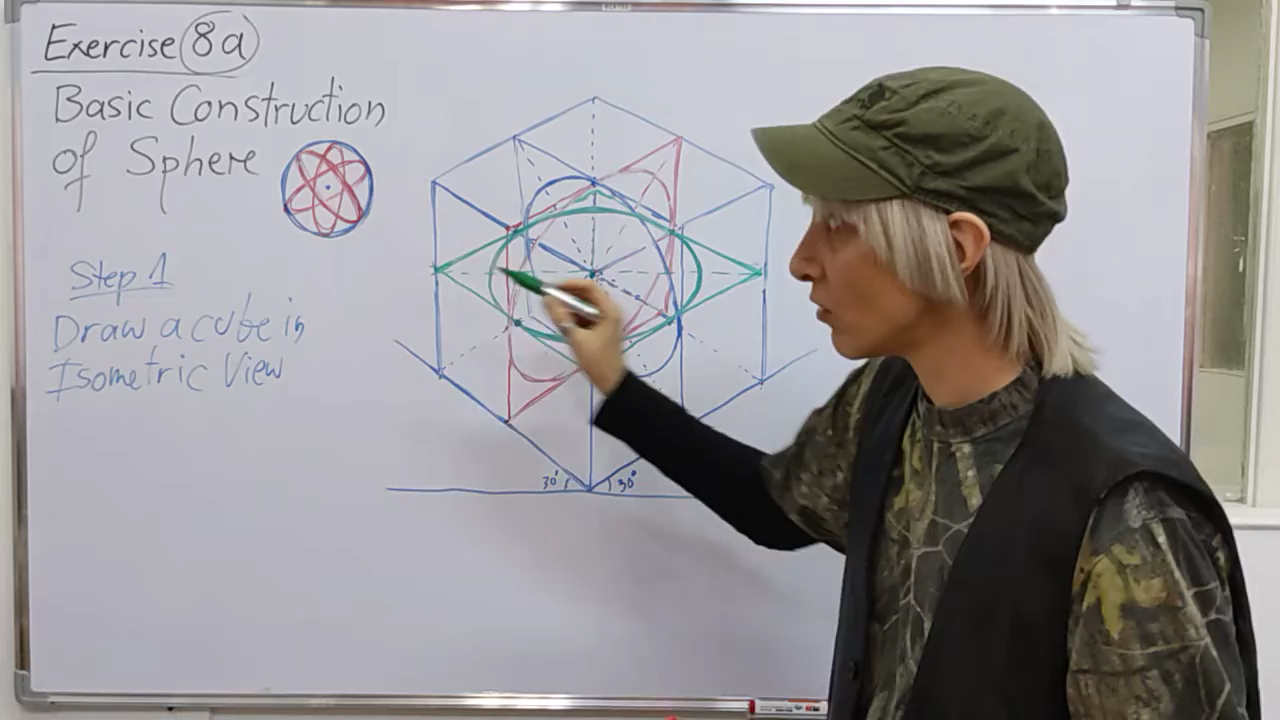 Exercise 8a
Basic Construction
of Sphere
Step 1
Draw a cube in
Isometric View
30° 30°